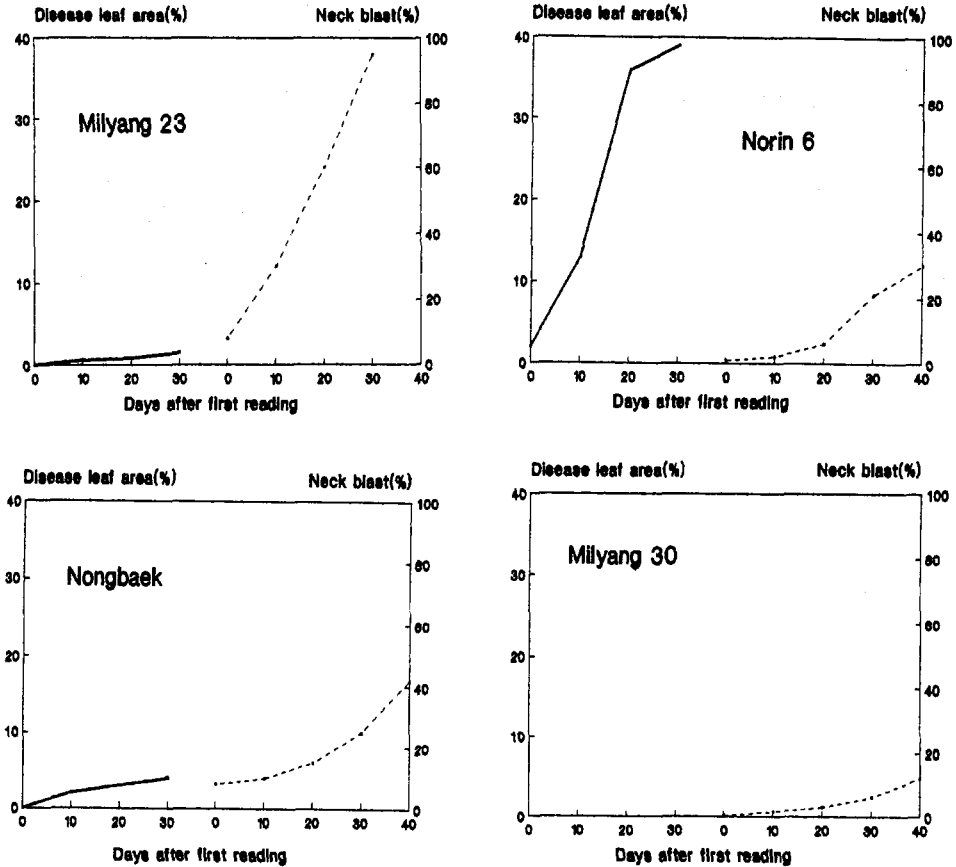 Disease leaf area(%) Neck blast(%)
40 100
30 80
20 60
10 40
0 20
0
Milyang 23
0 10 20 30 0 10 20 30 40
Days after first reading
Disease leaf area(%) Neck blast(%)
40 100
30 80
20 60
10 40
0 20
0
Norin 6
0 10 20 30 0 10 20 30 40
Days after first reading
Disease leaf area(%) Neck blast(%)
40 100
30 80
20 60
10 40
0 20
0
Nongbaek
0 10 20 30 0 10 20 30 40
Days after first reading
Disease leaf area(%) Neck blast(%)
40 100
30 80
20 60
10 40
0 20
0
Milyang 30
0 10 20 30 0 10 20 30 40
Days after first reading